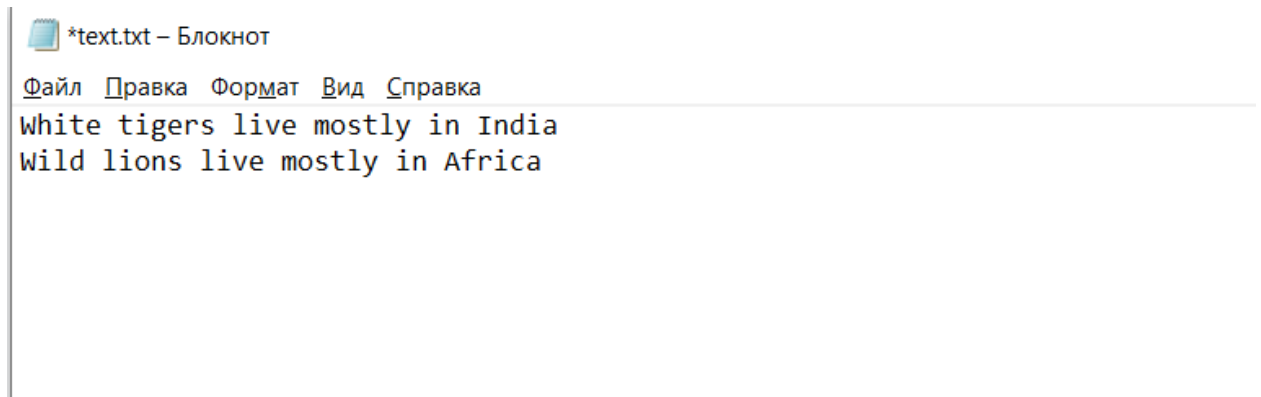 *text.txt – Блокнот
Файл Правка Формат Вид Справка
White tigers live mostly in India
Wild lions live mostly in Africa